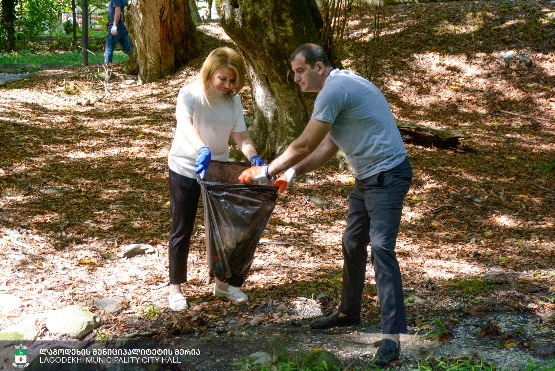 ᲚᲐᲒᲝᲓᲔᲮᲘᲡ ᲛᲣᲜᲘᲪᲘᲞᲐᲚᲘᲢᲔᲢᲘᲡ ᲛᲔᲠᲘᲐ
LAGODEKHI MUNICIPALITY CITY HALL